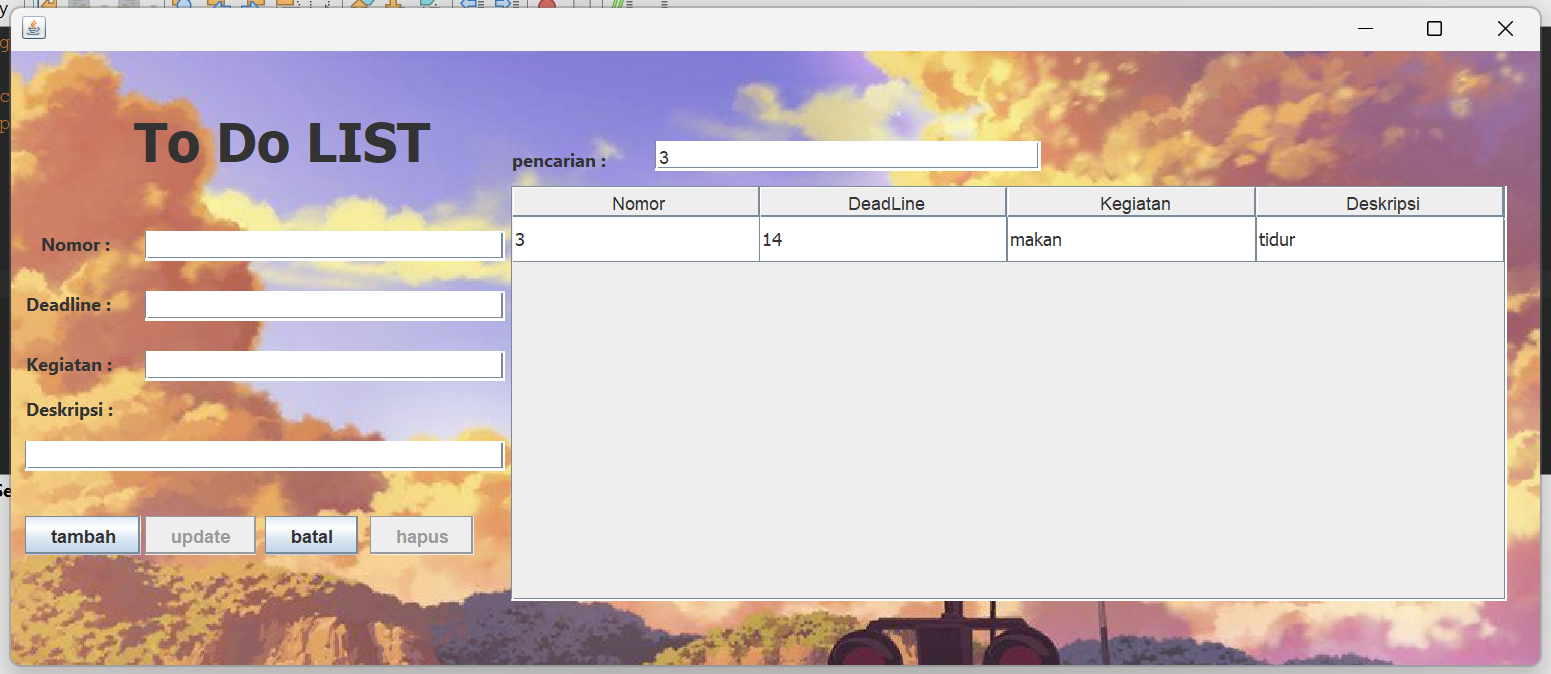 To Do LIST
pencarian : 3
Nomor DeadLine Kegiatan Deskripsi
3 14 makan tidur
Nomor :
Deadline :
Kegiatan :
Deskripsi :
tambah update batal hapus